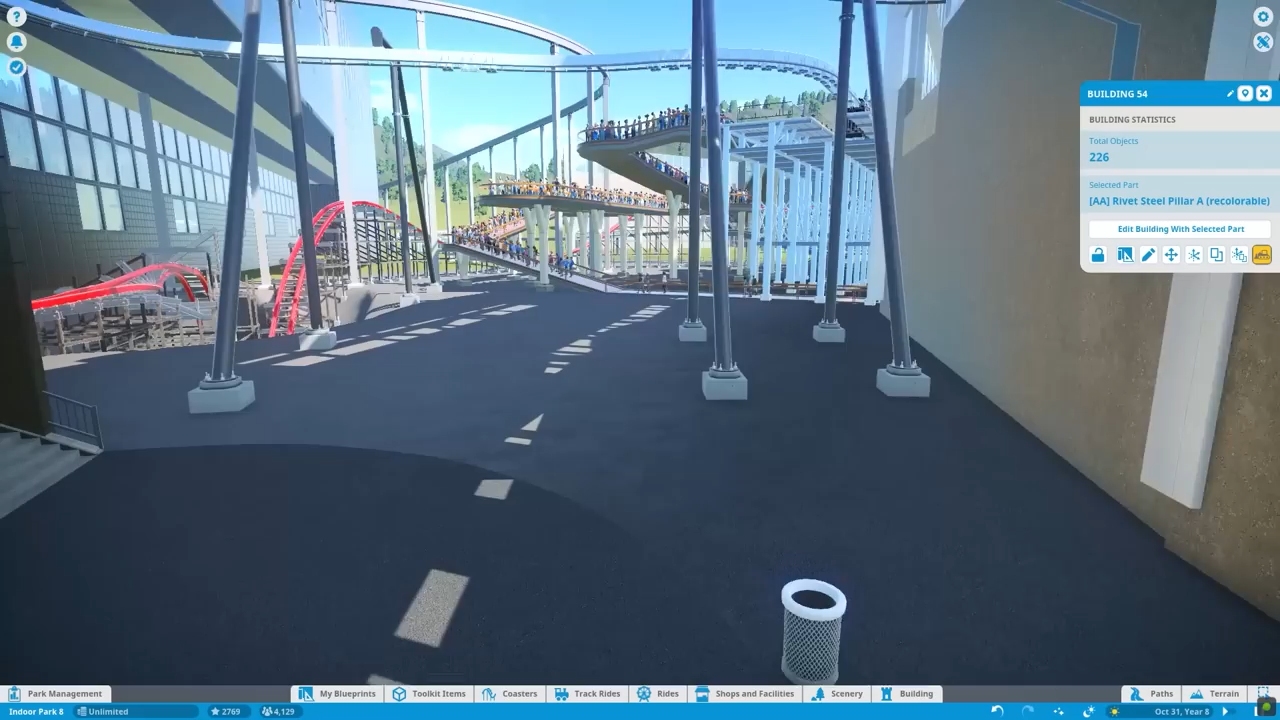 BUILDING 54
BUILDING STATISTICS
Total Objects
226
Selected Part
[AA] Rivet Steel Pillar A (recolorable)
Edit Building With Selected Part
Park Management
My Blueprints
Toolkit Items
Coasters
Track Rides
Rides
Shops and Facilities
Scenery
Building
Paths
Terrain
Indoor Park 8
Unlimited
2769
4,129
Oct 31, Year 8